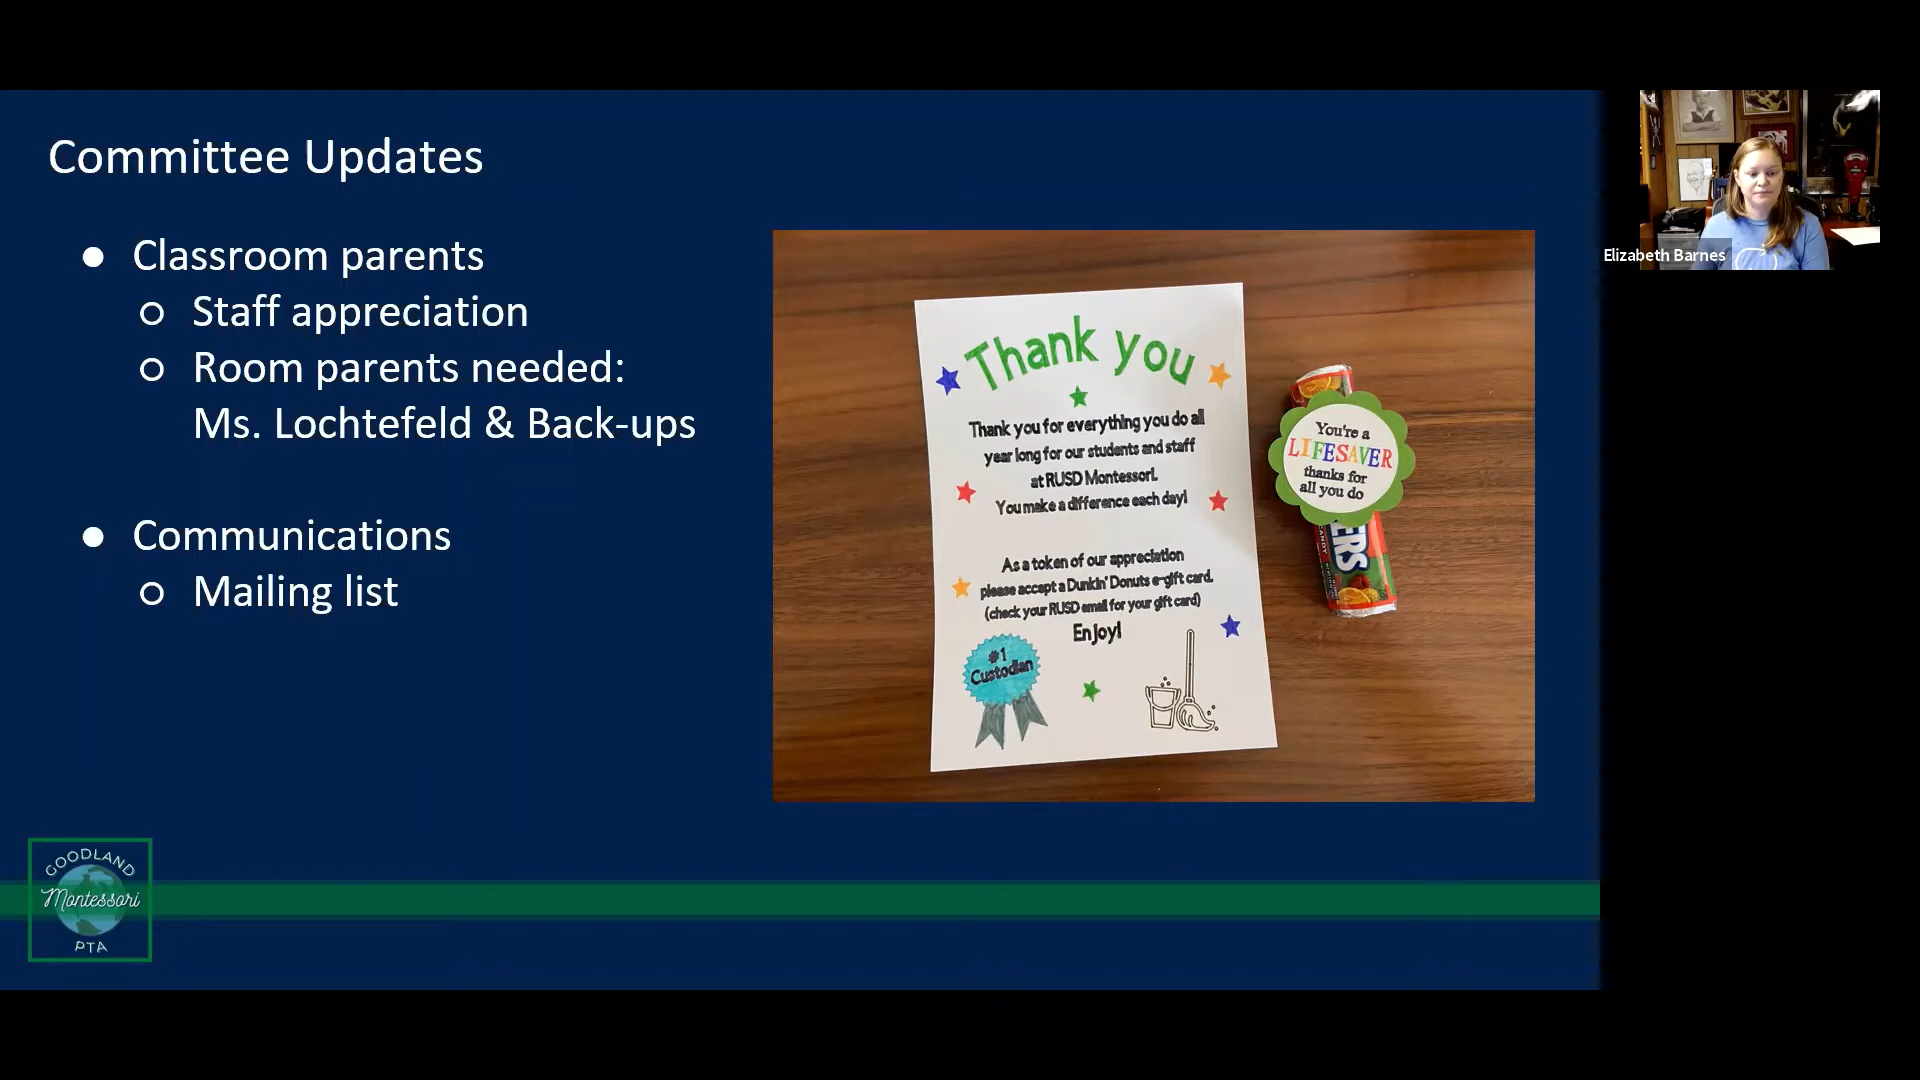 Committee Updates
Classroom parents
Staff appreciation
Room parents needed:
Ms. Lochtefeld & Back-ups
Communications
Mailing list
Thank you
Thank you for everything you do all
year long for our students and staff
at RUSD Montessori.
You make a difference each day!
As a token of our appreciation
please accept a Dunkin' Donuts e-gift card.
(check your RUSD email for your gift card)
Enjoy!
#1
Custodian
You're a
LIFESAVER
thanks for
all you do
ERS
CANDY
GOODLAND
Montessori
PTA
Elizabeth Barnes